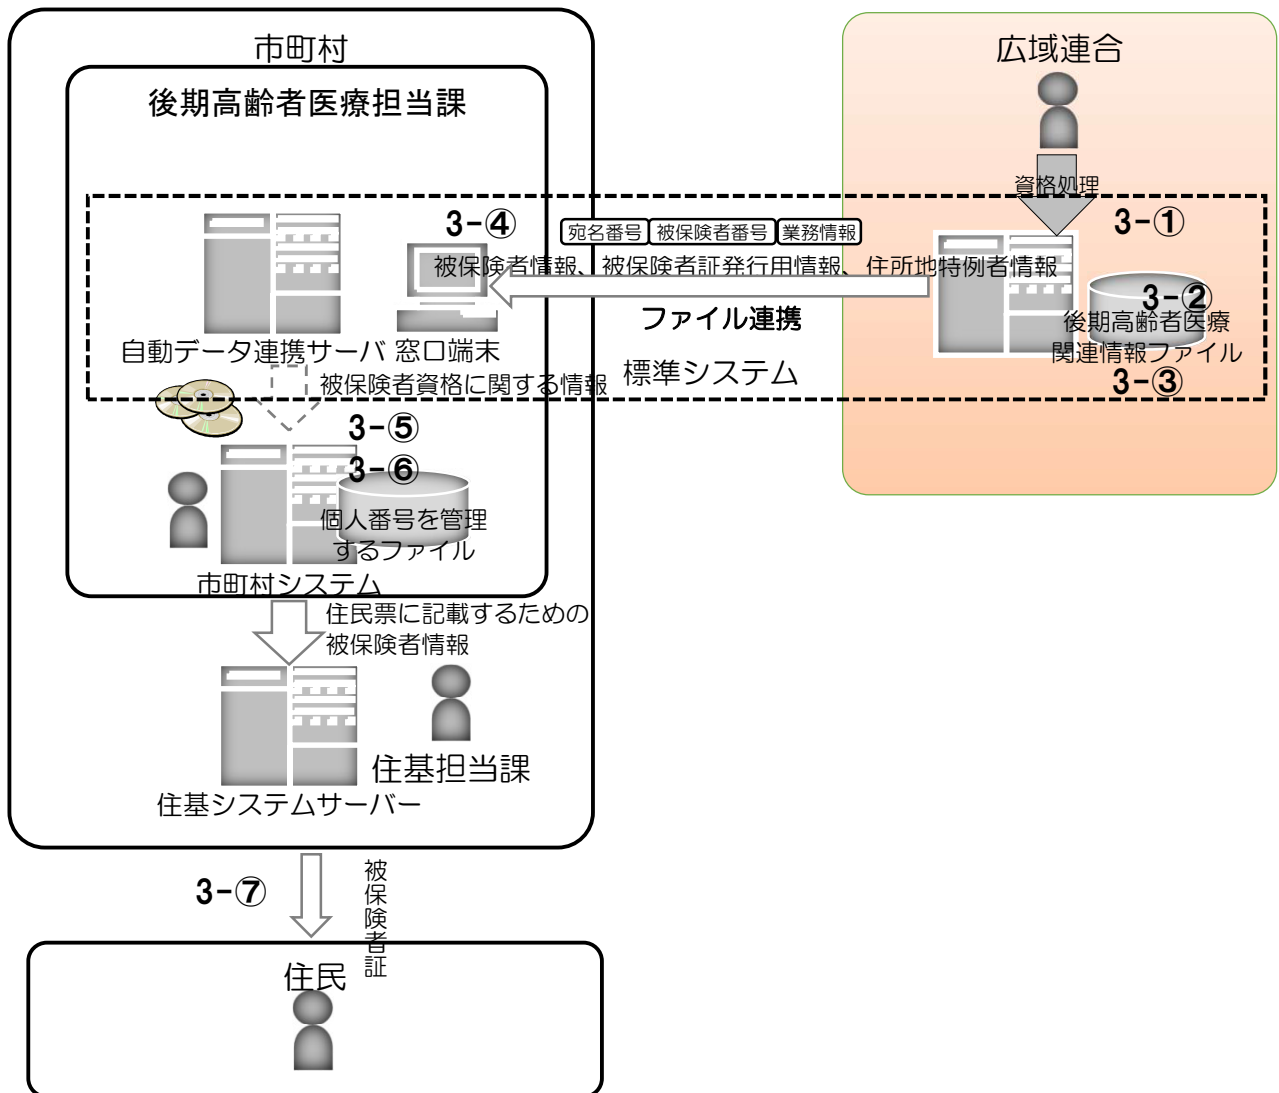 市町村
広域連合
後期高齢者医療担当課
資格処理
3-④
3-①
宛名番号 被保険者番号 業務情報
被保険者情報、被保険者証発行用情報、住所地特例者情報
ファイル連携
3-②
後期高齢者医療
関連情報ファイル
3-③
自動データ連携サーバ
窓口端末
標準システム
被保険者資格に関する情報
3-⑤
3-⑥
個人番号を管理
するファイル
市町村システム
住民票に記載するための
被保険者情報
住基担当課
住基システムサーバー
3-⑦
被保険者証
住民